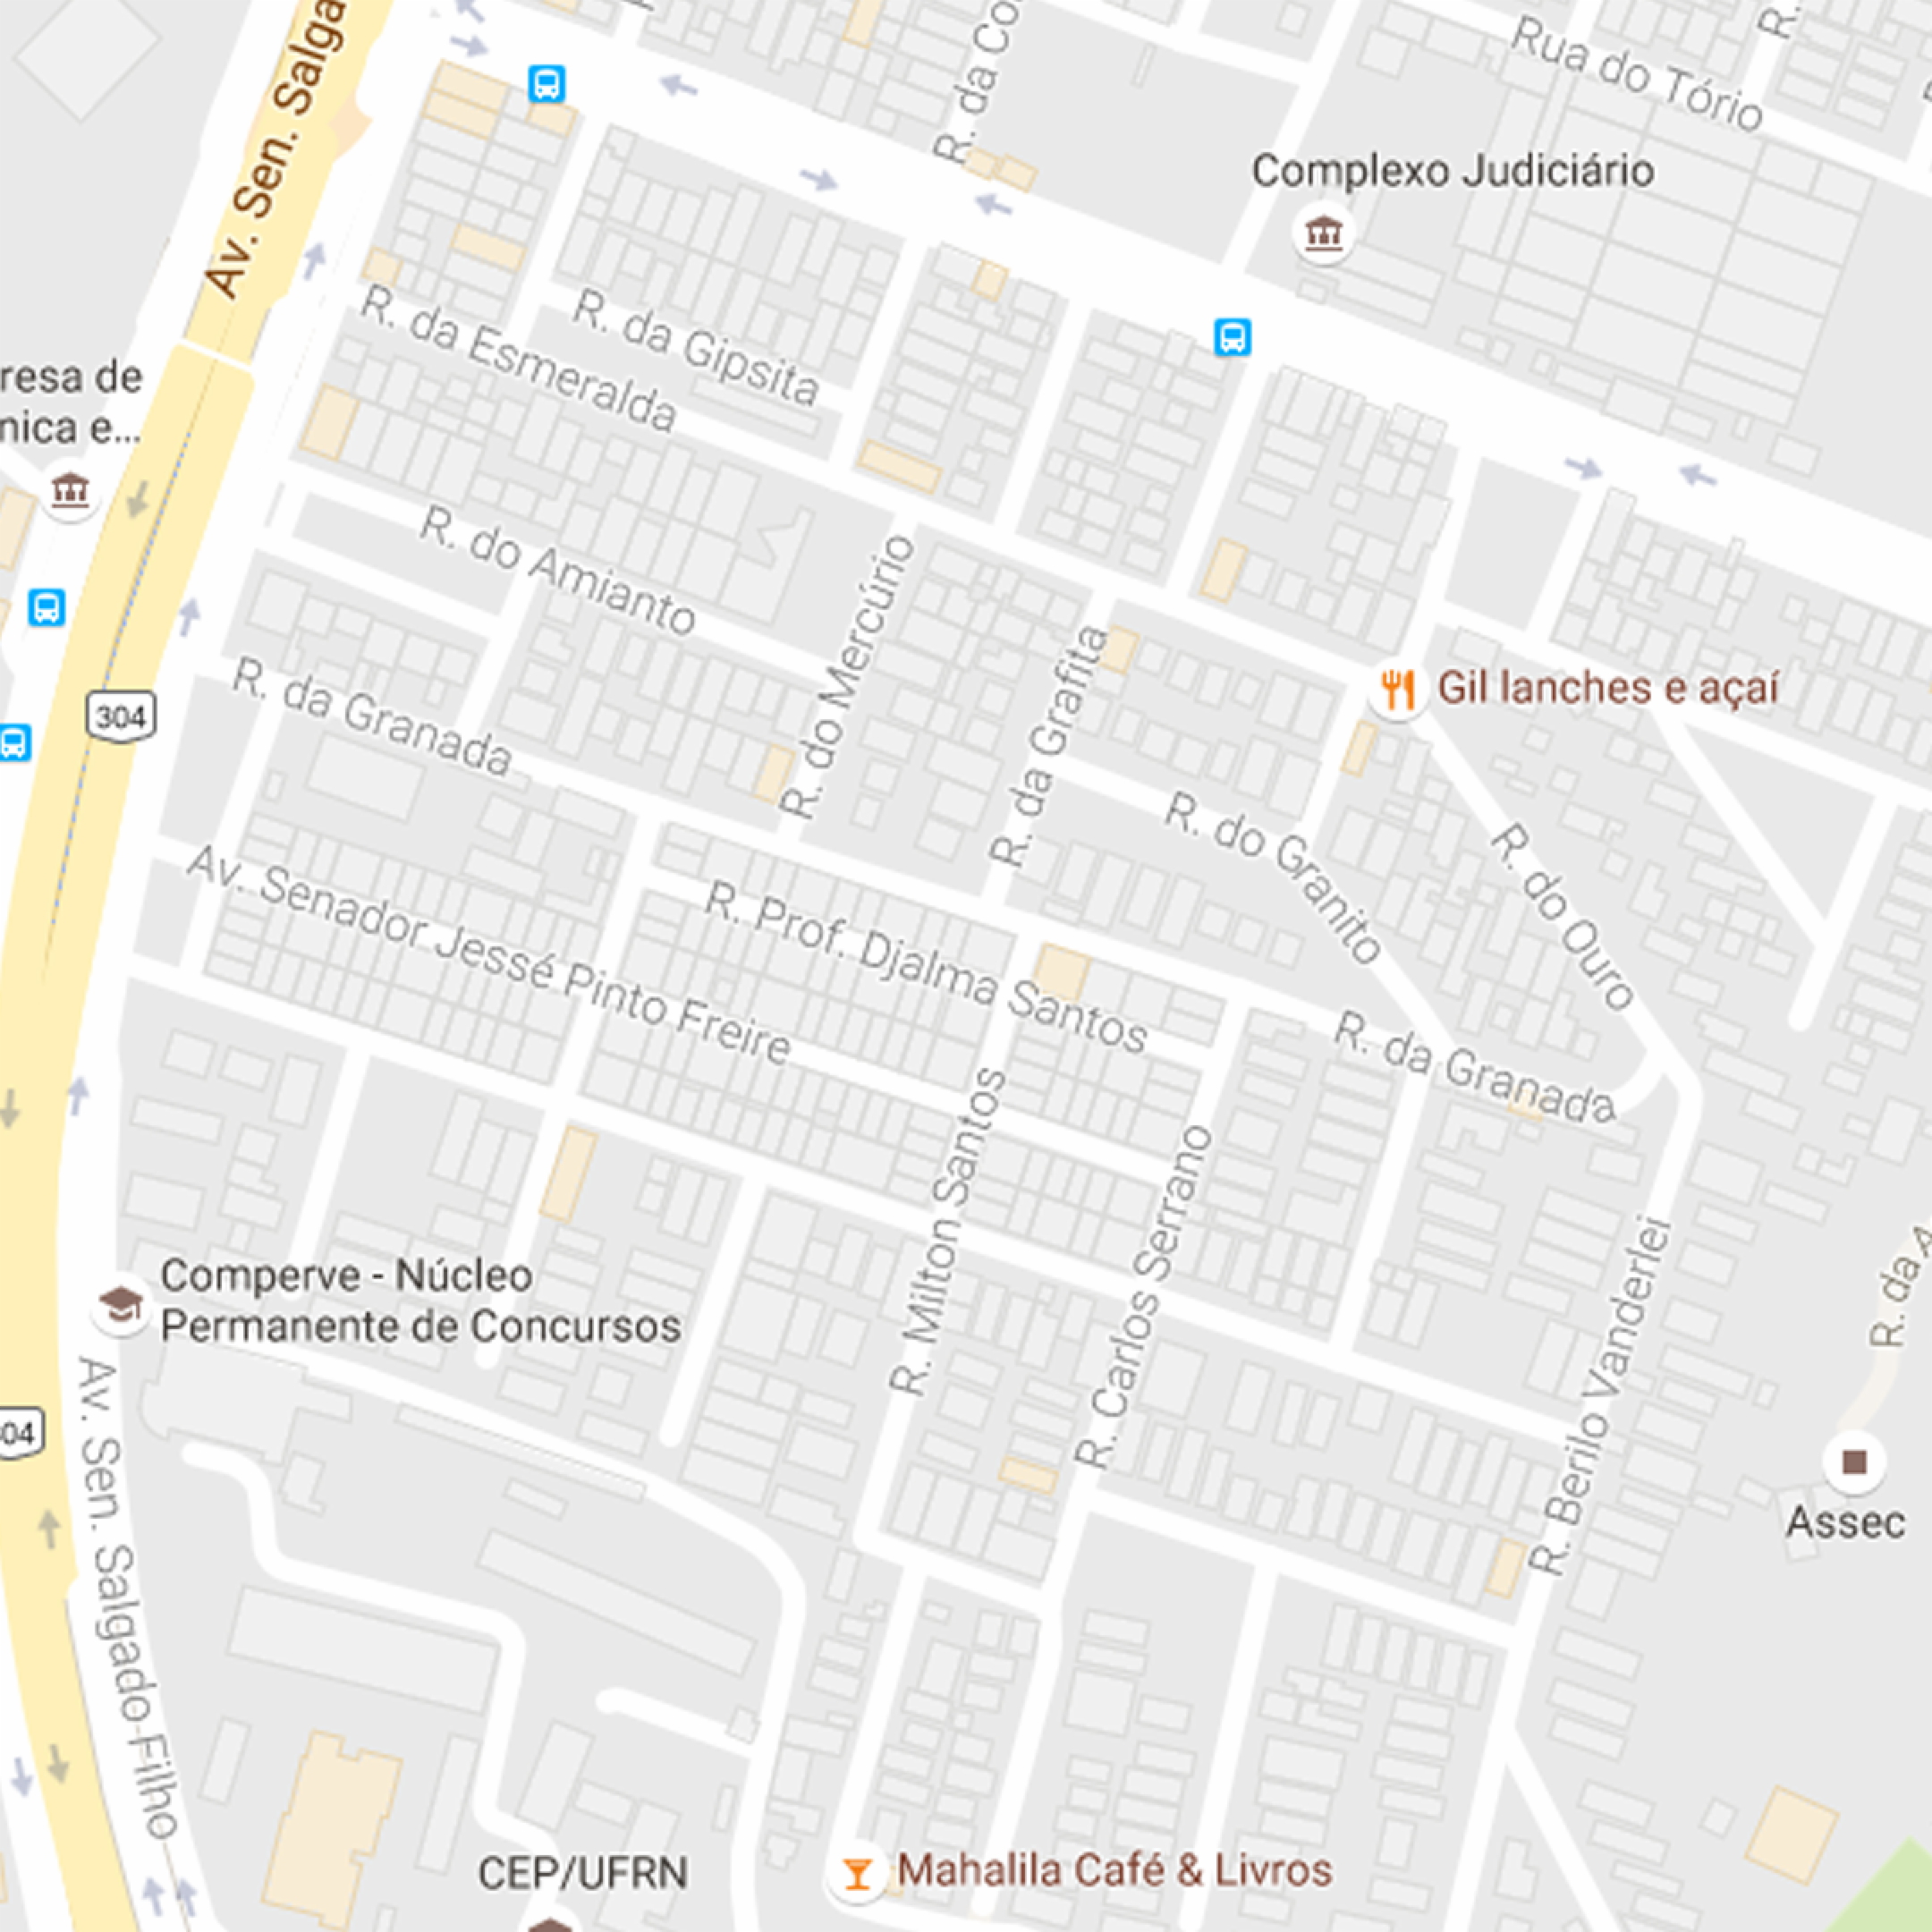 Av. Sen. Salga
R. da Co
Rua do Tório
R.
Complexo Judiciário
R. da Esmeralda
R. da Gipsita
resa de
nica e...
R. do Amianto
R. do Mercúrio
R. da Grafita
Gil lanches e açaí
304
R. da Granada
R. do Granito
R. do Ouro
Av. Senador Jessé Pinto Freire
R. Prof. Djalma Santos
R. da Granada
R. Milton Santos
R. Carlos Serrano
R. Berilo Vanderlei
R. da A
Comperve - Núcleo
Permanente de Concursos
04
Av. Sen. Salgado Filho
Assec
CEP/UFRN
Mahalila Café & Livros